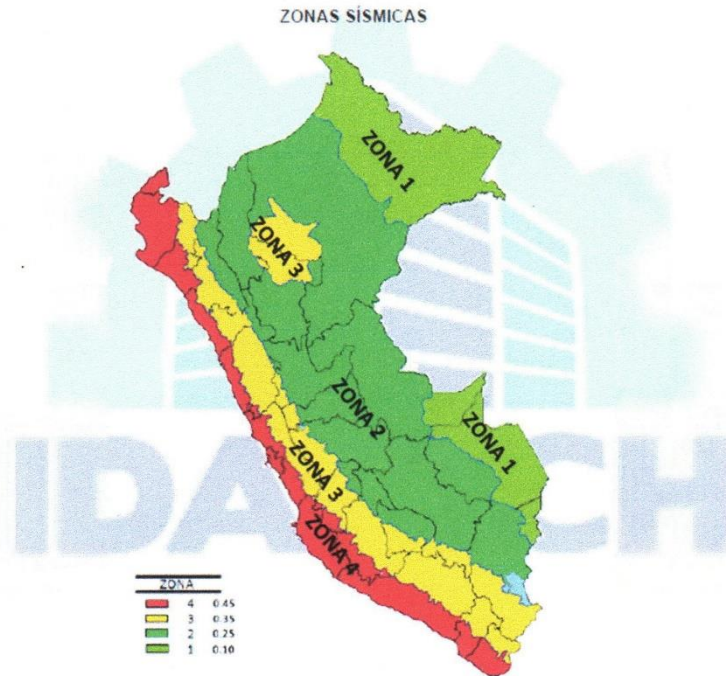 ZONAS SÍSMICAS
ZONA 1
ZONA 3
ZONA 2
ZONA 1
ZONA 3
ZONA 4
ZONA
4 0.45
3 0.35
2 0.25
1 0.10